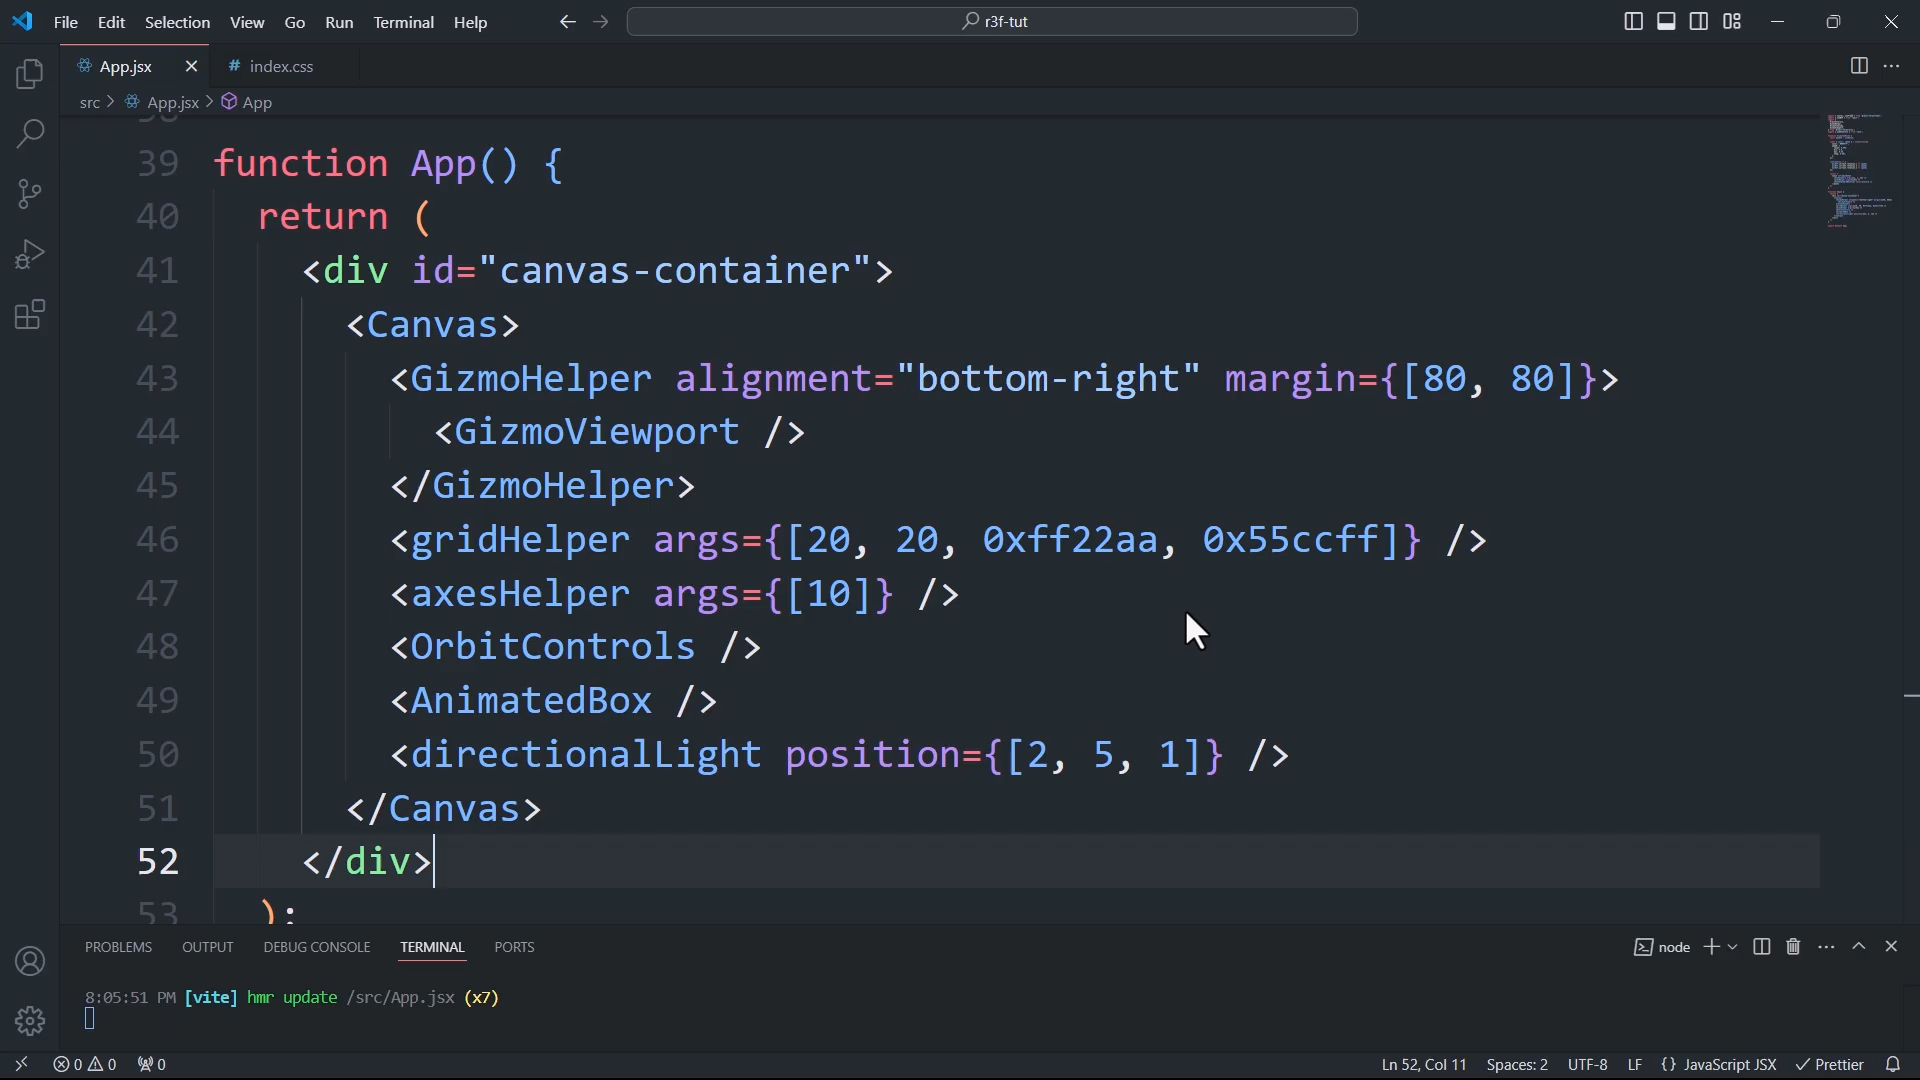 File Edit Selection View Go Run Terminal Help r3f-tut
App.jsx # index.css
src > App.jsx > App
38
39 function App() {
40 return (
41 <div id="canvas-container">
42 <Canvas>
43 <GizmoHelper alignment="bottom-right" margin={[80, 80]}>
44 <GizmoViewport />
45 </GizmoHelper>
46 <gridHelper args={[20, 20, 0xff22aa, 0x55ccff]} />
47 <axesHelper args={[10]} />
48 <OrbitControls />
49 <AnimatedBox />
50 <directionalLight position={[2, 5, 1]} />
51 </Canvas>
52 </div>
53 );
PROBLEMS OUTPUT DEBUG CONSOLE TERMINAL PORTS node
8:05:51 PM [vite] hmr update /src/App.jsx (x7)
0 0 0 Ln 52, Col 11 Spaces: 2 UTF-8 LF {} JavaScript JSX Prettier